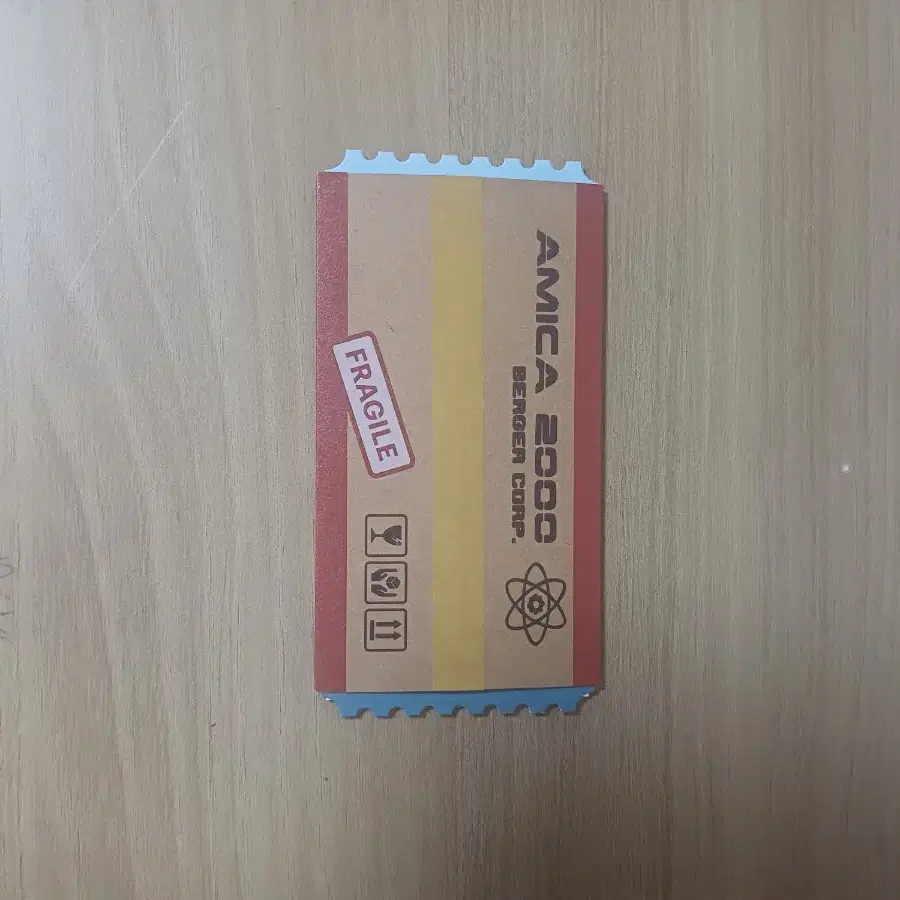 AMICA 2000
BERGER CORP.
FRAGILE